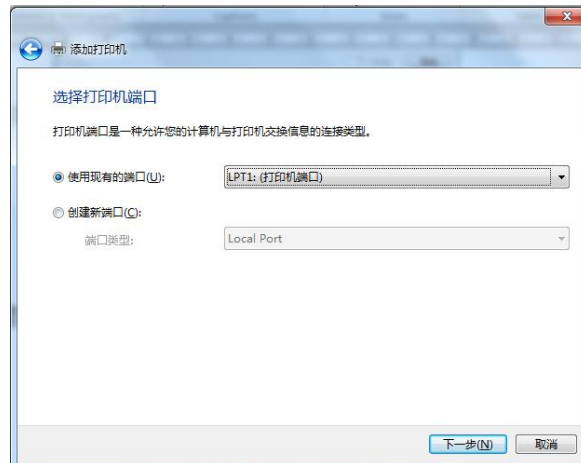 添加打印机
选择打印机端口
打印机端口是一种允许您的计算机与打印机交换信息的连接类型。
使用现有的端口(U): LPT1: (打印机端口)
创建新端口(C):
端口类型: Local Port
下一步(N) 取消